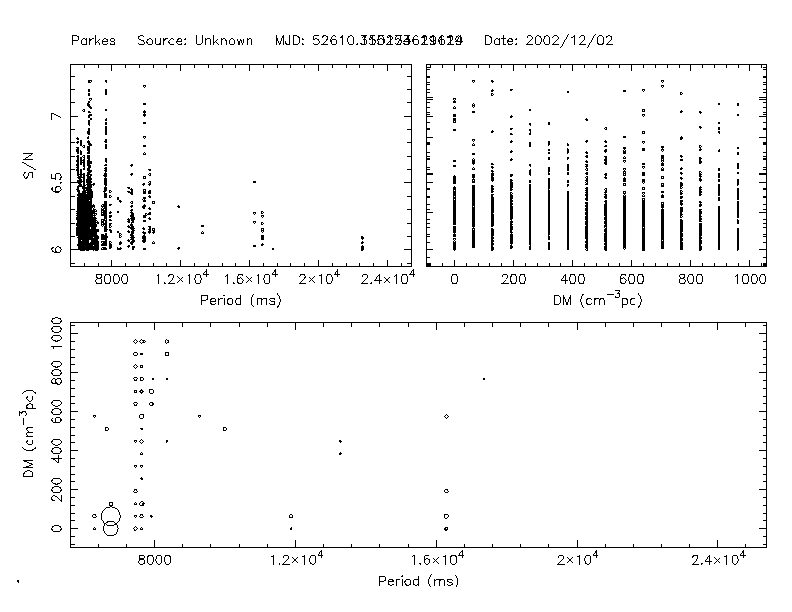 Parkes Source: Unknown MJD: Date: 2002/12/02
S/N
7
6.5
6
8000 1.2×10⁴ 1.6×10⁴ 2×10⁴ 2.4×10⁴
Period (ms)
0 200 400 600 800 1000
DM (cm⁻³pc)
DM (cm⁻³pc)
1000
800
600
400
200
0
8000 1.2×10⁴ 1.6×10⁴ 2×10⁴ 2.4×10⁴
Period (ms)